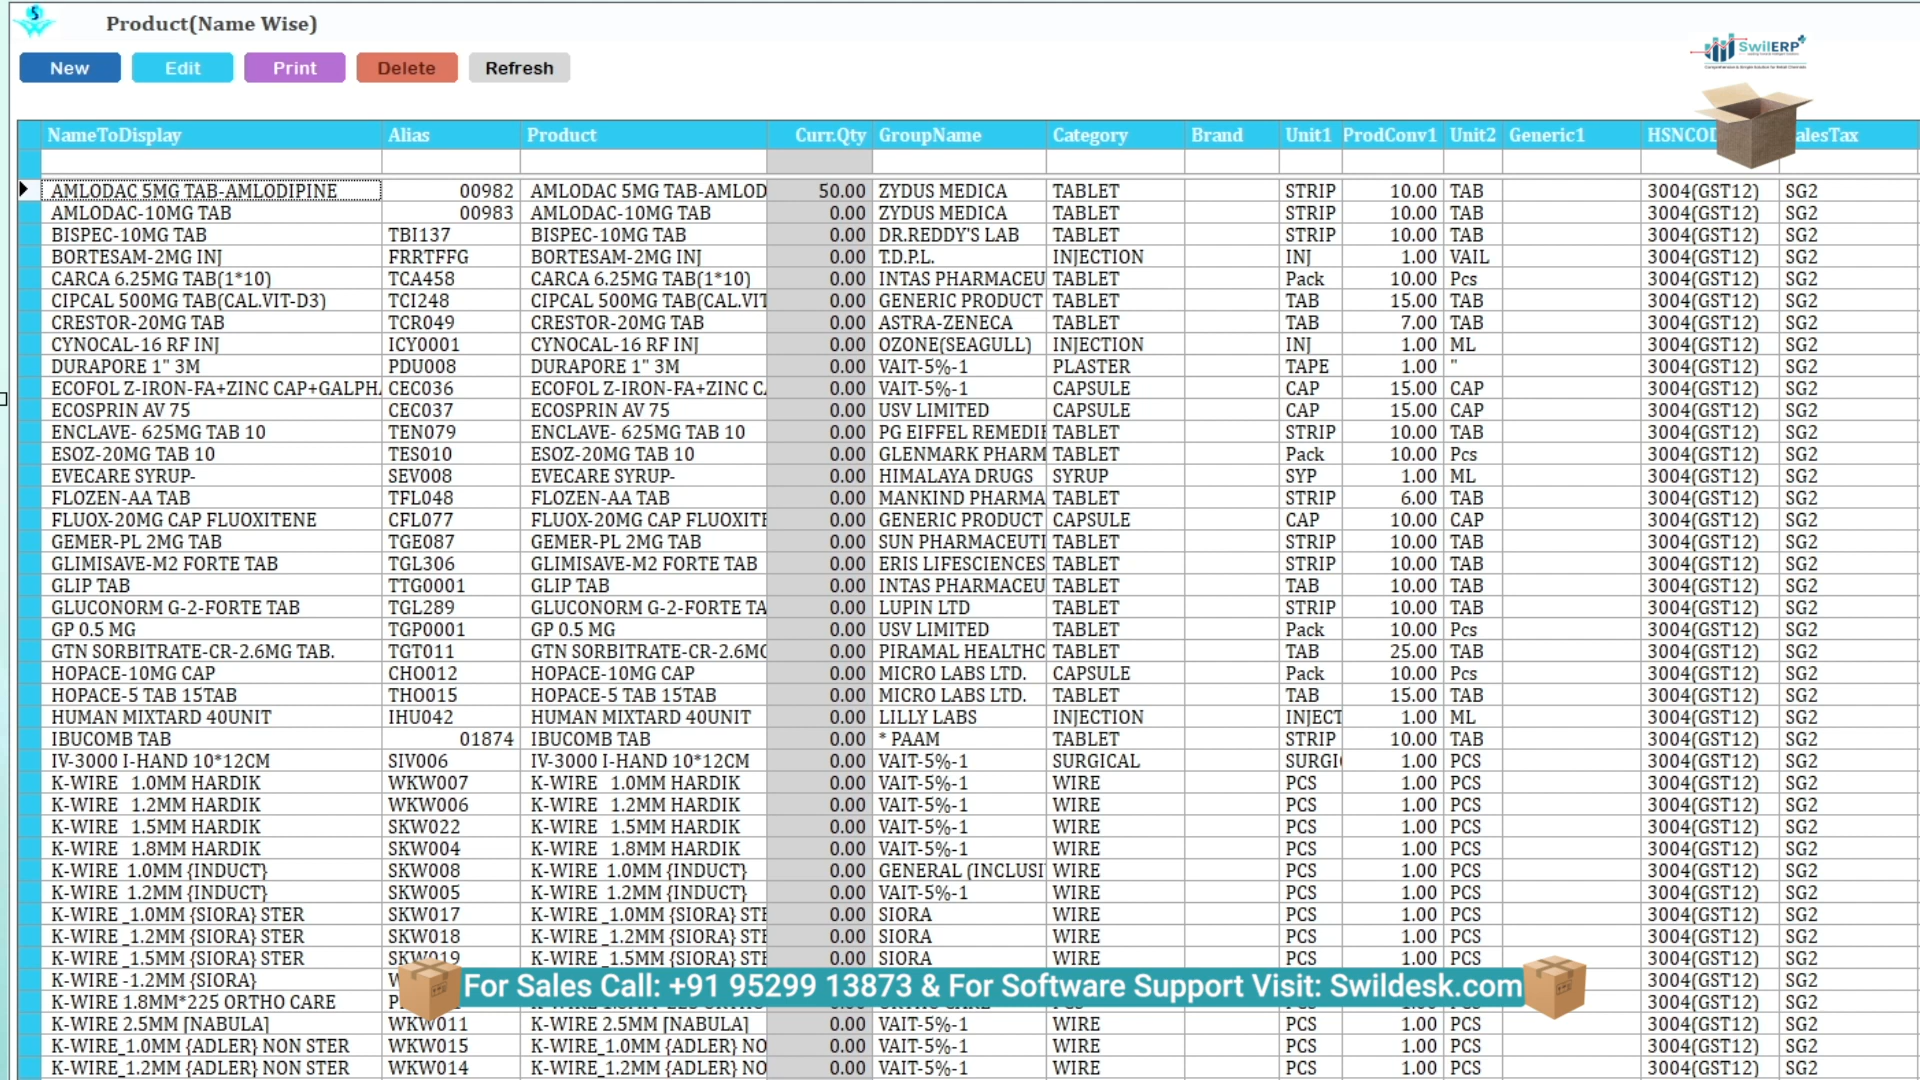 Product(Name Wise)
New Edit Print Delete Refresh
SwilERP
NameToDisplay Alias Product Curr.Qty GroupName Category Brand Unit1 ProdConv1 Unit2 Generic1 HSNCOD alesTax
AMLODAC 5MG TAB-AMLODIPINE 00982 AMLODAC 5MG TAB-AMLOD 50.00 ZYDUS MEDICA TABLET STRIP 10.00 TAB 3004(GST12) SG2
AMLODAC-10MG TAB 00983 AMLODAC-10MG TAB 0.00 ZYDUS MEDICA TABLET STRIP 10.00 TAB 3004(GST12) SG2
BISPEC-10MG TAB TBI137 BISPEC-10MG TAB 0.00 DR.REDDY'S LAB TABLET STRIP 10.00 TAB 3004(GST12) SG2
BORTESAM-2MG INJ FRRTFFG BORTESAM-2MG INJ 0.00 T.D.P.L. INJECTION INJ 1.00 VAIL 3004(GST12) SG2
CARCA 6.25MG TAB(1*10) TCA458 CARCA 6.25MG TAB(1*10) 0.00 INTAS PHARMACEU TABLET Pack 10.00 Pcs 3004(GST12) SG2
CIPCAL 500MG TAB(CAL.VIT-D3) TCI248 CIPCAL 500MG TAB(CAL.VIT 0.00 GENERIC PRODUCT TABLET TAB 15.00 TAB 3004(GST12) SG2
CRESTOR-20MG TAB TCR049 CRESTOR-20MG TAB 0.00 ASTRA-ZENECA TABLET TAB 7.00 TAB 3004(GST12) SG2
CYNOCAL-16 RF INJ ICY0001 CYNOCAL-16 RF INJ 0.00 OZONE(SEAGULL) INJECTION INJ 1.00 ML 3004(GST12) SG2
DURAPORE 1" 3M PDU008 DURAPORE 1" 3M 0.00 VAIT-5%-1 PLASTER TAPE 1.00 " 3004(GST12) SG2
ECOFOL Z-IRON-FA+ZINC CAP+GALPHA CEC036 ECOFOL Z-IRON-FA+ZINC CA 0.00 VAIT-5%-1 CAPSULE CAP 15.00 CAP 3004(GST12) SG2
ECOSPRIN AV 75 CEC037 ECOSPRIN AV 75 0.00 USV LIMITED CAPSULE CAP 15.00 CAP 3004(GST12) SG2
ENCLAVE- 625MG TAB 10 TEN079 ENCLAVE- 625MG TAB 10 0.00 PG EIFFEL REMEDIE TABLET STRIP 10.00 TAB 3004(GST12) SG2
ESOZ-20MG TAB 10 TES010 ESOZ-20MG TAB 10 0.00 GLENMARK PHARM TABLET Pack 10.00 Pcs 3004(GST12) SG2
EVECARE SYRUP- SEV008 EVECARE SYRUP- 0.00 HIMALAYA DRUGS SYRUP SYP 1.00 ML 3004(GST12) SG2
FLOZEN-AA TAB TFL048 FLOZEN-AA TAB 0.00 MANKIND PHARMA TABLET STRIP 6.00 TAB 3004(GST12) SG2
FLUOX-20MG CAP FLUOXITENE CFL077 FLUOX-20MG CAP FLUOXITE 0.00 GENERIC PRODUCT CAPSULE CAP 10.00 CAP 3004(GST12) SG2
GEMER-PL 2MG TAB TGE087 GEMER-PL 2MG TAB 0.00 SUN PHARMACEUTI TABLET STRIP 10.00 TAB 3004(GST12) SG2
GLIMISAVE-M2 FORTE TAB TGL306 GLIMISAVE-M2 FORTE TAB 0.00 ERIS LIFESCIENCES TABLET STRIP 10.00 TAB 3004(GST12) SG2
GLIP TAB TTG0001 GLIP TAB 0.00 INTAS PHARMACEU TABLET TAB 10.00 TAB 3004(GST12) SG2
GLUCONORM G-2-FORTE TAB TGL289 GLUCONORM G-2-FORTE TA 0.00 LUPIN LTD TABLET STRIP 10.00 TAB 3004(GST12) SG2
GP 0.5 MG TGP0001 GP 0.5 MG 0.00 USV LIMITED TABLET Pack 10.00 Pcs 3004(GST12) SG2
GTN SORBITRATE-CR-2.6MG TAB. TGT011 GTN SORBITRATE-CR-2.6MG 0.00 PIRAMAL HEALTHC TABLET TAB 25.00 TAB 3004(GST12) SG2
HOPACE-10MG CAP CHO012 HOPACE-10MG CAP 0.00 MICRO LABS LTD. CAPSULE Pack 10.00 Pcs 3004(GST12) SG2
HOPACE-5 TAB 15TAB THO015 HOPACE-5 TAB 15TAB 0.00 MICRO LABS LTD. TABLET TAB 15.00 TAB 3004(GST12) SG2
HUMAN MIXTARD 40UNIT IHU042 HUMAN MIXTARD 40UNIT 0.00 LILLY LABS INJECTION INJECT 1.00 ML 3004(GST12) SG2
IBUCOMB TAB 01874 IBUCOMB TAB 0.00 * PAAM TABLET STRIP 10.00 TAB 3004(GST12) SG2
IV-3000 I-HAND 10*12CM SIV006 IV-3000 I-HAND 10*12CM 0.00 VAIT-5%-1 SURGICAL SURGI 1.00 PCS 3004(GST12) SG2
K-WIRE 1.0MM HARDIK WKW007 K-WIRE 1.0MM HARDIK 0.00 VAIT-5%-1 WIRE PCS 1.00 PCS 3004(GST12) SG2
K-WIRE 1.2MM HARDIK WKW006 K-WIRE 1.2MM HARDIK 0.00 VAIT-5%-1 WIRE PCS 1.00 PCS 3004(GST12) SG2
K-WIRE 1.5MM HARDIK SKW022 K-WIRE 1.5MM HARDIK 0.00 VAIT-5%-1 WIRE PCS 1.00 PCS 3004(GST12) SG2
K-WIRE 1.8MM HARDIK SKW004 K-WIRE 1.8MM HARDIK 0.00 VAIT-5%-1 WIRE PCS 1.00 PCS 3004(GST12) SG2
K-WIRE 1.0MM {INDUCT} SKW008 K-WIRE 1.0MM {INDUCT} 0.00 GENERAL (INCLUSI WIRE PCS 1.00 PCS 3004(GST12) SG2
K-WIRE 1.2MM {INDUCT} SKW005 K-WIRE 1.2MM {INDUCT} 0.00 VAIT-5%-1 WIRE PCS 1.00 PCS 3004(GST12) SG2
K-WIRE _1.0MM {SIORA} STER SKW017 K-WIRE _1.0MM {SIORA} STE 0.00 SIORA WIRE PCS 1.00 PCS 3004(GST12) SG2
K-WIRE _1.2MM {SIORA} STER SKW018 K-WIRE _1.2MM {SIORA} STE 0.00 SIORA WIRE PCS 1.00 PCS 3004(GST12) SG2
K-WIRE _1.5MM {SIORA} STER SKW019 K-WIRE _1.5MM {SIORA} STE 0.00 SIORA WIRE PCS 1.00 PCS 3004(GST12) SG2
K-WIRE -1.2MM {SIORA} 3004(GST12) SG2
For Sales Call: +91 95299 13873 & For Software Support Visit: Swildesk.com
K-WIRE 1.8MM*225 ORTHO CARE 3004(GST12) SG2
K-WIRE 2.5MM [NABULA] WKW011 K-WIRE 2.5MM [NABULA] 0.00 VAIT-5%-1 WIRE PCS 1.00 PCS 3004(GST12) SG2
K-WIRE_1.0MM {ADLER} NON STER WKW015 K-WIRE_1.0MM {ADLER} NO 0.00 VAIT-5%-1 WIRE PCS 1.00 PCS 3004(GST12) SG2
K-WIRE_1.2MM {ADLER} NON STER WKW014 K-WIRE_1.2MM {ADLER} NO 0.00 VAIT-5%-1 WIRE PCS 1.00 PCS 3004(GST12) SG2